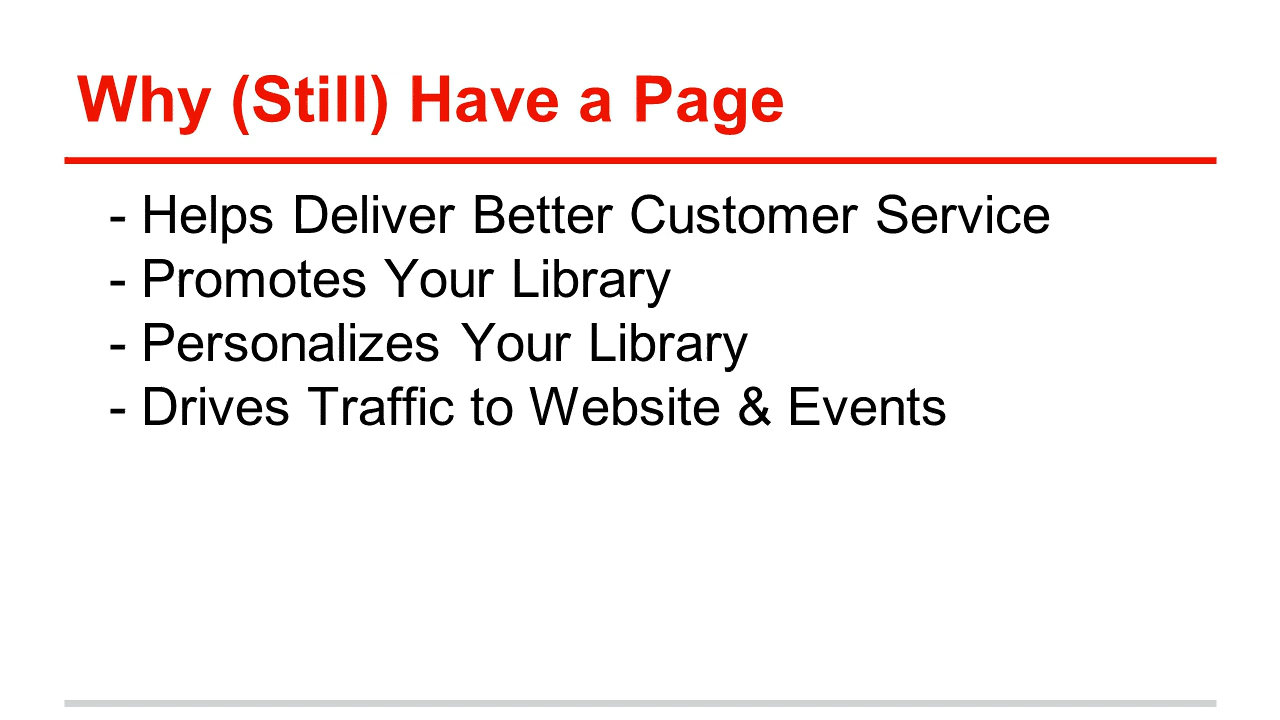 Why (Still) Have a Page
- Helps Deliver Better Customer Service
- Promotes Your Library
- Personalizes Your Library
- Drives Traffic to Website & Events